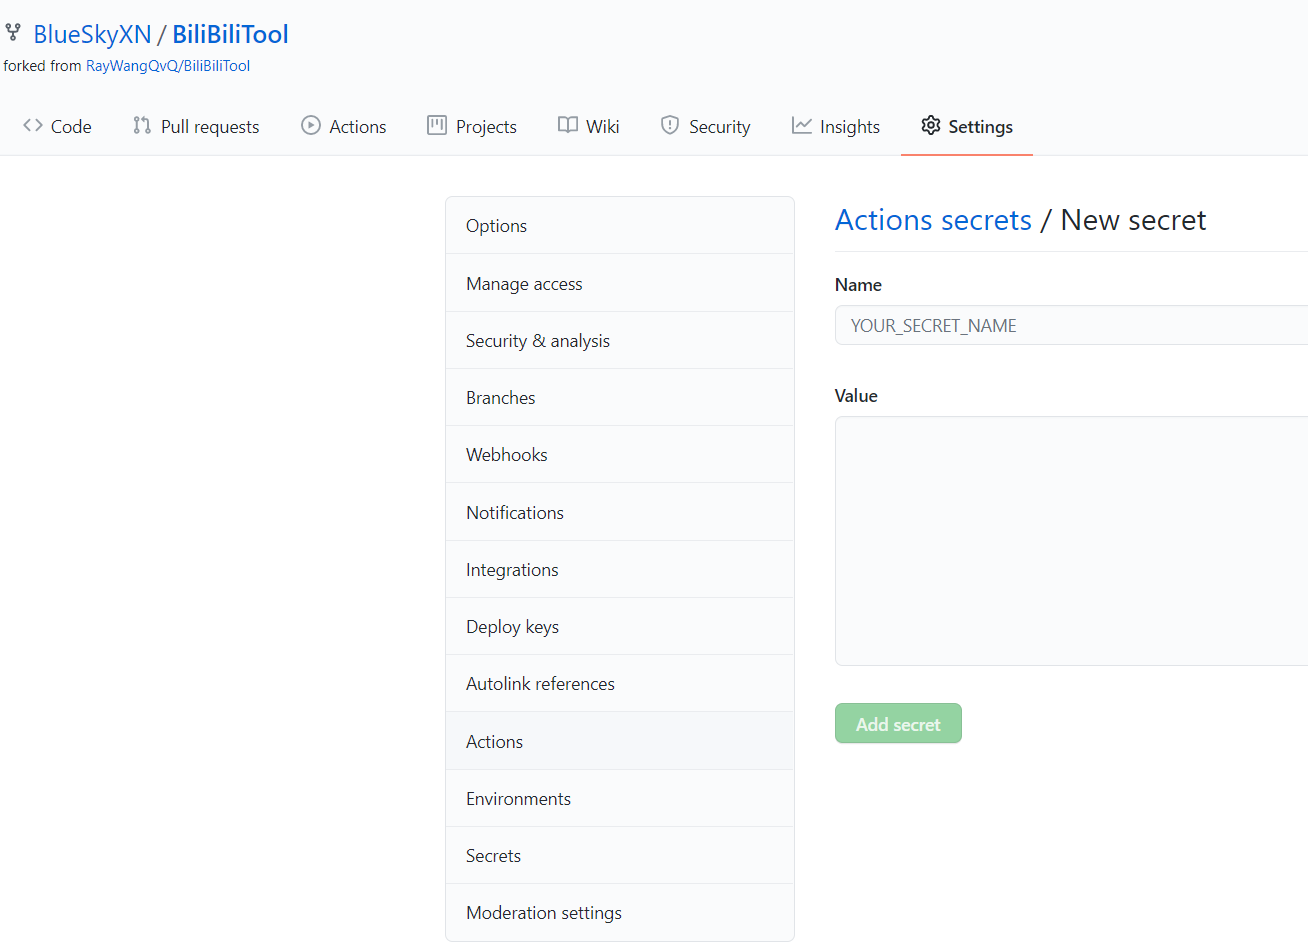 BlueSkyXN / BiliBiliTool
forked from RayWangQvQ/BiliBiliTool
Code Pull requests Actions Projects Wiki Security Insights Settings
Options
Manage access
Security & analysis
Branches
Webhooks
Notifications
Integrations
Deploy keys
Autolink references
Actions
Environments
Secrets
Moderation settings
Actions secrets / New secret
Name
YOUR_SECRET_NAME
Value
Add secret